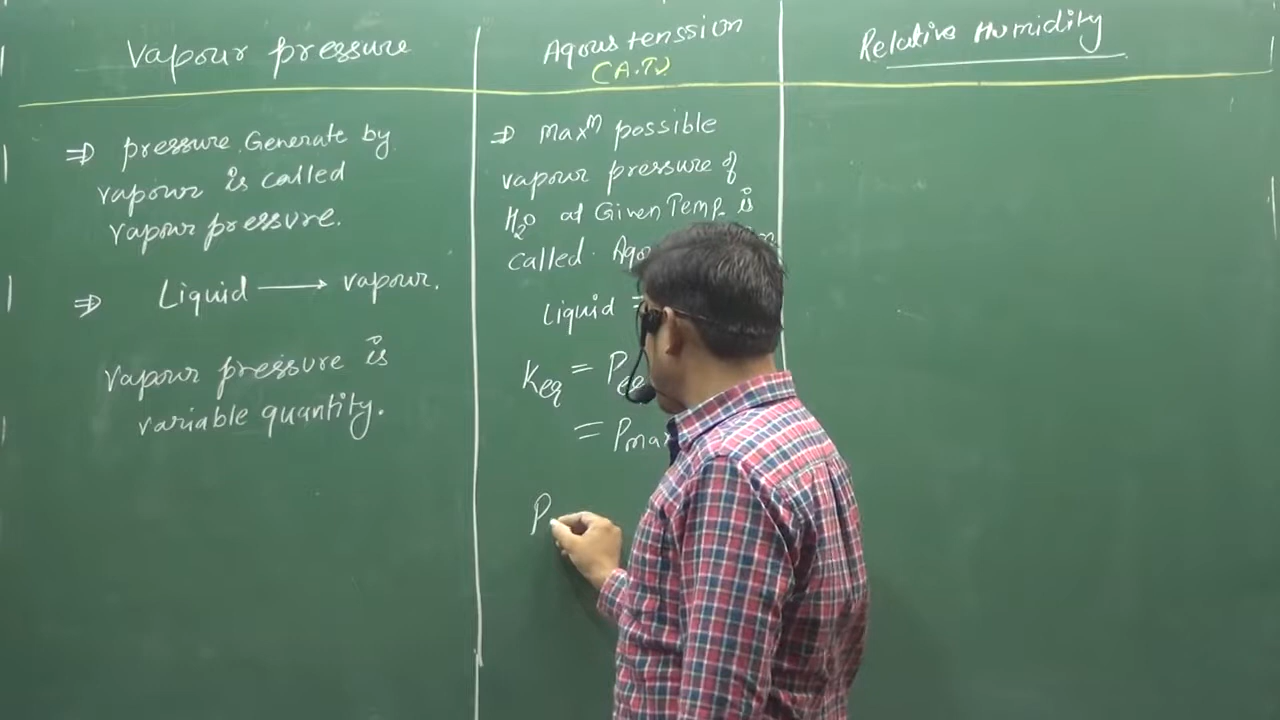 Vapour pressure
Aqous tenssion
(A.T)
Relative Humidity
⇒ pressure Generate by
vapour is called
vapour pressure.
⇒ Liquid → vapour.
Vapour pressure is
variable quantity.
⇒ Maxᵐ possible
vapour pressure of
H₂O at Given Temp. is
called.
Liquid
Keq = P
= Pmax
P